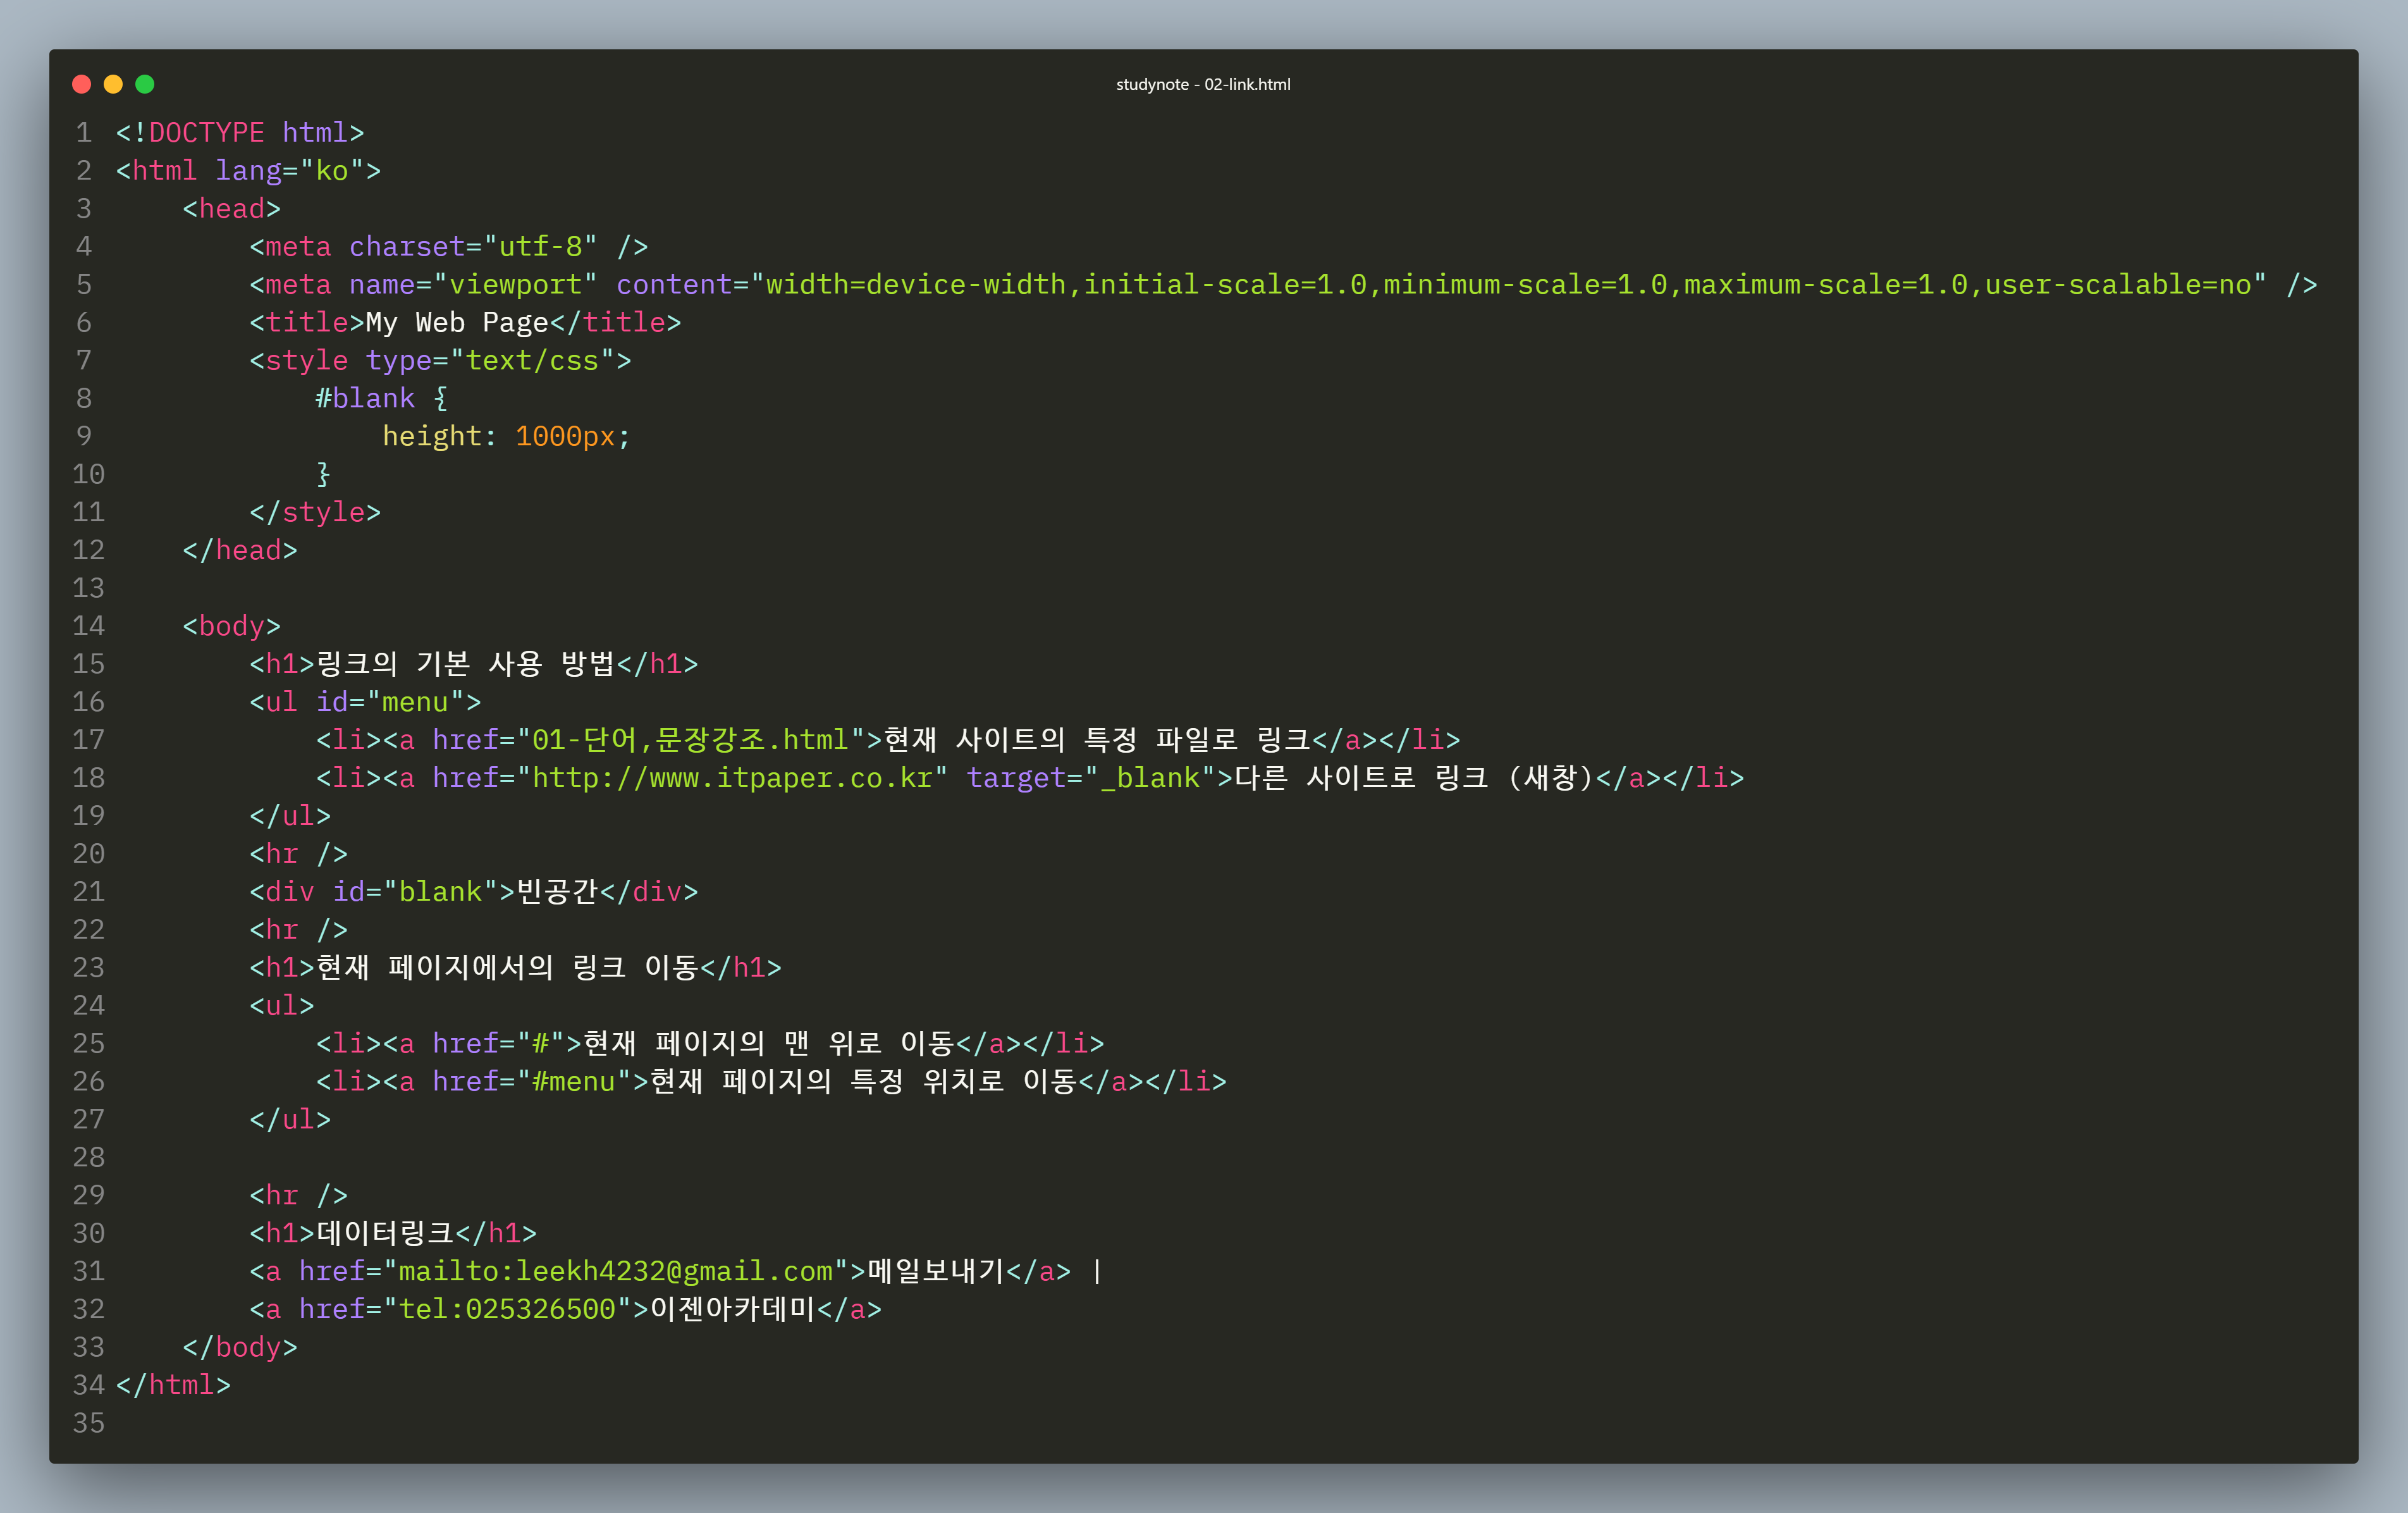 studynote - 02-link.html
1 <!DOCTYPE html>
2 <html lang="ko">
3     <head>
4         <meta charset="utf-8" />
5         <meta name="viewport" content="width=device-width,initial-scale=1.0,minimum-scale=1.0,maximum-scale=1.0,user-scalable=no" />
6         <title>My Web Page</title>
7         <style type="text/css">
8             #blank {
9                 height: 1000px;
10             }
11         </style>
12     </head>
13
14     <body>
15         <h1>링크의 기본 사용 방법</h1>
16         <ul id="menu">
17             <li><a href="01-단어,문장강조.html">현재 사이트의 특정 파일로 링크</a></li>
18             <li><a href="http://www.itpaper.co.kr" target="_blank">다른 사이트로 링크 (새창)</a></li>
19         </ul>
20         <hr />
21         <div id="blank">빈공간</div>
22         <hr />
23         <h1>현재 페이지에서의 링크 이동</h1>
24         <ul>
25             <li><a href="#">현재 페이지의 맨 위로 이동</a></li>
26             <li><a href="#menu">현재 페이지의 특정 위치로 이동</a></li>
27         </ul>
28
29         <hr />
30         <h1>데이터링크</h1>
31         <a href="mailto:leekh4232@gmail.com">메일보내기</a> |
32         <a href="tel:025326500">이젠아카데미</a>
33     </body>
34 </html>
35